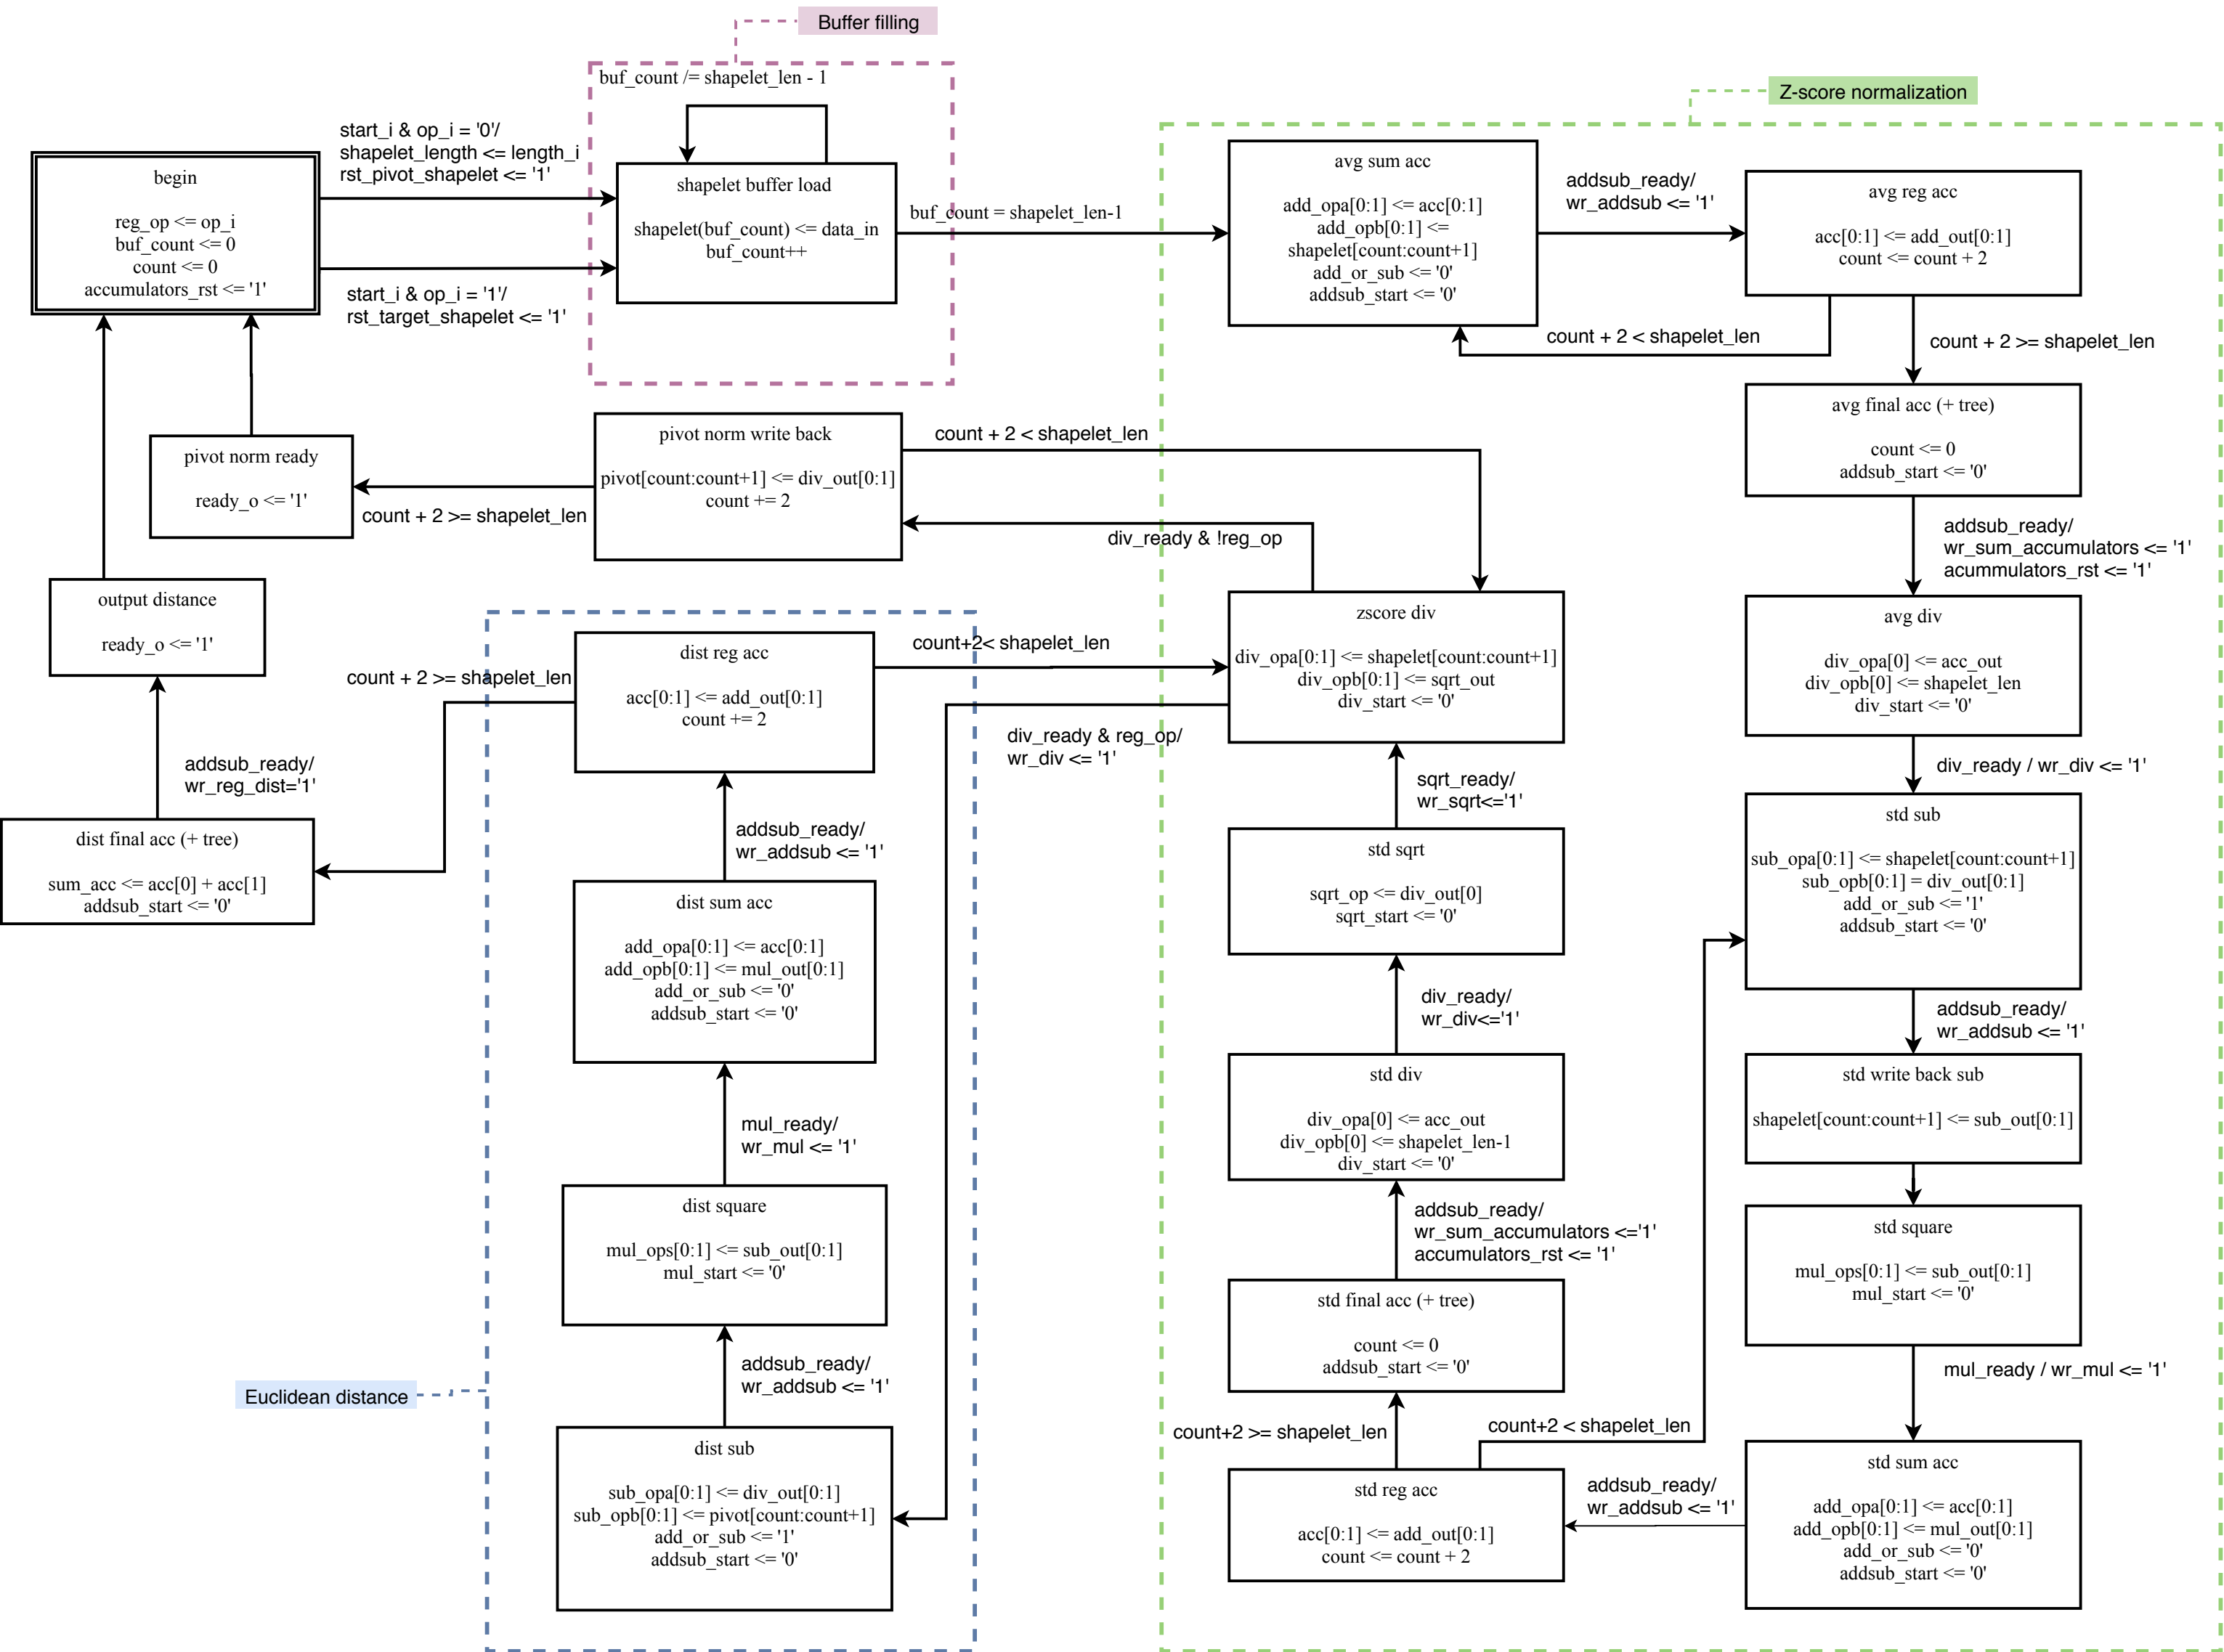 Buffer filling
buf_count /= shapelet_len - 1
Z-score normalization
start_i & op_i = '0'/
shapelet_length <= length_i
rst_pivot_shapelet <= '1'
begin
reg_op <= op_i
buf_count <= 0
count <= 0
accumulators_rst <= '1'
start_i & op_i = '1'/
rst_target_shapelet <= '1'
shapelet buffer load
shapelet(buf_count) <= data_in
buf_count++
buf_count = shapelet_len-1
avg sum acc
add_opa[0:1] <= acc[0:1]
add_opb[0:1] <=
shapelet[count:count+1]
add_or_sub <= '0'
addsub_start <= '0'
addsub_ready/
wr_addsub <= '1'
avg reg acc
acc[0:1] <= add_out[0:1]
count <= count + 2
count + 2 < shapelet_len
count + 2 >= shapelet_len
avg final acc (+ tree)
count <= 0
addsub_start <= '0'
addsub_ready/
wr_sum_accumulators <= '1'
acummulators_rst <= '1'
avg div
div_opa[0] <= acc_out
div_opb[0] <= shapelet_len
div_start <= '0'
div_ready / wr_div <= '1'
std sub
sub_opa[0:1] <= shapelet[count:count+1]
sub_opb[0:1] = div_out[0:1]
add_or_sub <= '1'
addsub_start <= '0'
addsub_ready/
wr_addsub <= '1'
std write back sub
shapelet[count:count+1] <= sub_out[0:1]
std square
mul_ops[0:1] <= sub_out[0:1]
mul_start <= '0'
mul_ready / wr_mul <= '1'
std sum acc
add_opa[0:1] <= acc[0:1]
add_opb[0:1] <= mul_out[0:1]
add_or_sub <= '0'
addsub_start <= '0'
addsub_ready/
wr_addsub <= '1'
std reg acc
acc[0:1] <= add_out[0:1]
count <= count + 2
count+2 < shapelet_len
count+2 >= shapelet_len
std final acc (+ tree)
count <= 0
addsub_start <= '0'
addsub_ready/
wr_sum_accumulators <='1'
accumulators_rst <= '1'
std div
div_opa[0] <= acc_out
div_opb[0] <= shapelet_len-1
div_start <= '0'
div_ready/
wr_div<='1'
std sqrt
sqrt_op <= div_out[0]
sqrt_start <= '0'
sqrt_ready/
wr_sqrt<='1'
zscore div
div_opa[0:1] <= shapelet[count:count+1]
div_opb[0:1] <= sqrt_out
div_start <= '0'
div_ready & !reg_op
pivot norm write back
pivot[count:count+1] <= div_out[0:1]
count += 2
count + 2 < shapelet_len
count + 2 >= shapelet_len
pivot norm ready
ready_o <= '1'
div_ready & reg_op/
wr_div <= '1'
dist sub
sub_opa[0:1] <= div_out[0:1]
sub_opb[0:1] <= pivot[count:count+1]
add_or_sub <= '1'
addsub_start <= '0'
addsub_ready/
wr_addsub <= '1'
Euclidean distance
dist square
mul_ops[0:1] <= sub_out[0:1]
mul_start <= '0'
mul_ready/
wr_mul <= '1'
dist sum acc
add_opa[0:1] <= acc[0:1]
add_opb[0:1] <= mul_out[0:1]
add_or_sub <= '0'
addsub_start <= '0'
addsub_ready/
wr_addsub <= '1'
dist reg acc
acc[0:1] <= add_out[0:1]
count += 2
count+2< shapelet_len
count + 2 >= shapelet_len
dist final acc (+ tree)
sum_acc <= acc[0] + acc[1]
addsub_start <= '0'
addsub_ready/
wr_reg_dist='1'
output distance
ready_o <= '1'